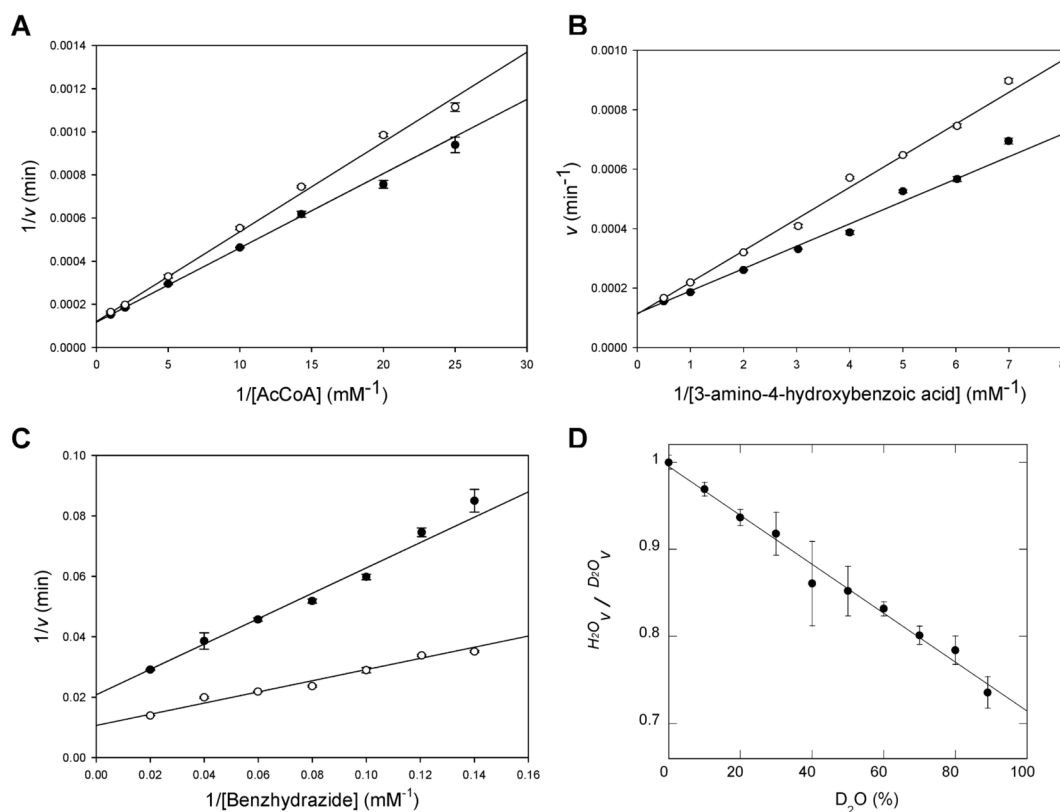 A
0.0014
0.0012
0.0010
0.0008
0.0006
0.0004
0.0002
0.0000
1/v (min)
0 5 10 15 20 25 30
1/[AcCoA] (mM⁻¹)
B
0.0010
0.0008
0.0006
0.0004
0.0002
0.0000
v (min⁻¹)
0 1 2 3 4 5 6 7 8
1/[3-amino-4-hydroxybenzoic acid] (mM⁻¹)
C
0.10
0.08
0.06
0.04
0.02
0.00
1/v (min)
0.00 0.02 0.04 0.06 0.08 0.10 0.12 0.14 0.16
1/[Benzhydrazide] (mM⁻¹)
D
1
0.9
0.8
0.7
H₂Oᵥ / D₂Oᵥ
0 20 40 60 80 100
D₂O (%)